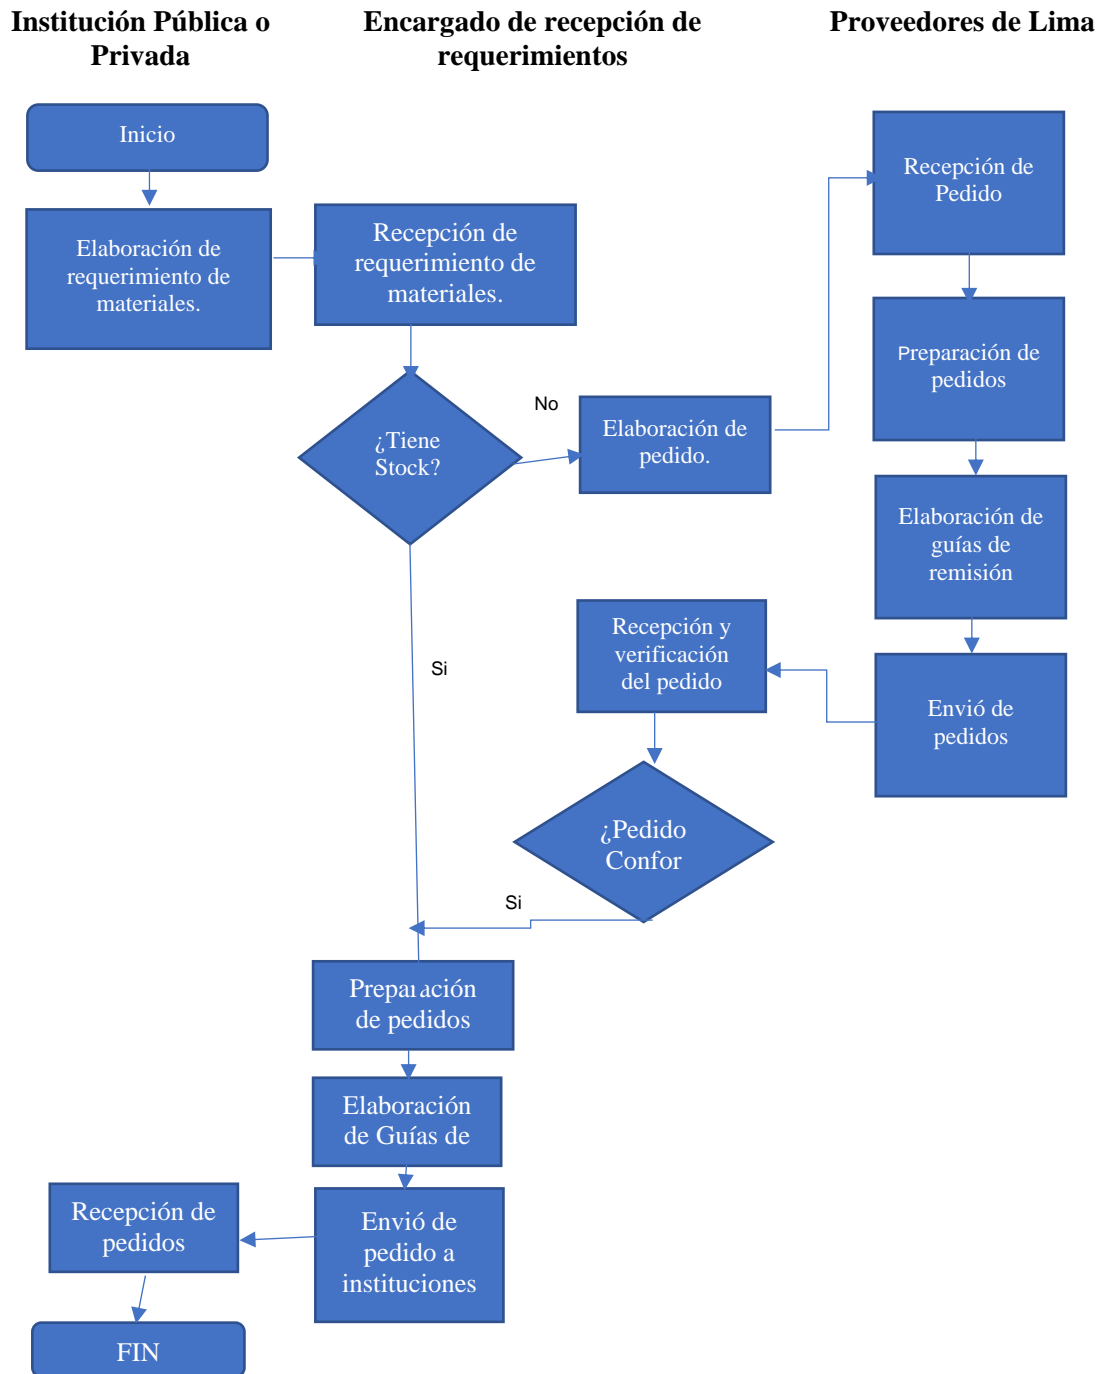 Institución Pública o
Privada
Encargado de recepción de
requerimientos
Proveedores de Lima
Inicio
Elaboración de
requerimiento de
materiales.
Recepción de
requerimiento de
materiales.
¿Tiene
Stock?
No
Elaboración de
pedido.
Recepción de
Pedido
Preparación de
pedidos
Elaboración de
guías de
remisión
Envió de
pedidos
Recepción y
verificación
del pedido
Si
¿Pedido
Confor
Si
Preparación
de pedidos
Elaboración
de Guías de
Envió de
pedido a
instituciones
Recepción de
pedidos
FIN